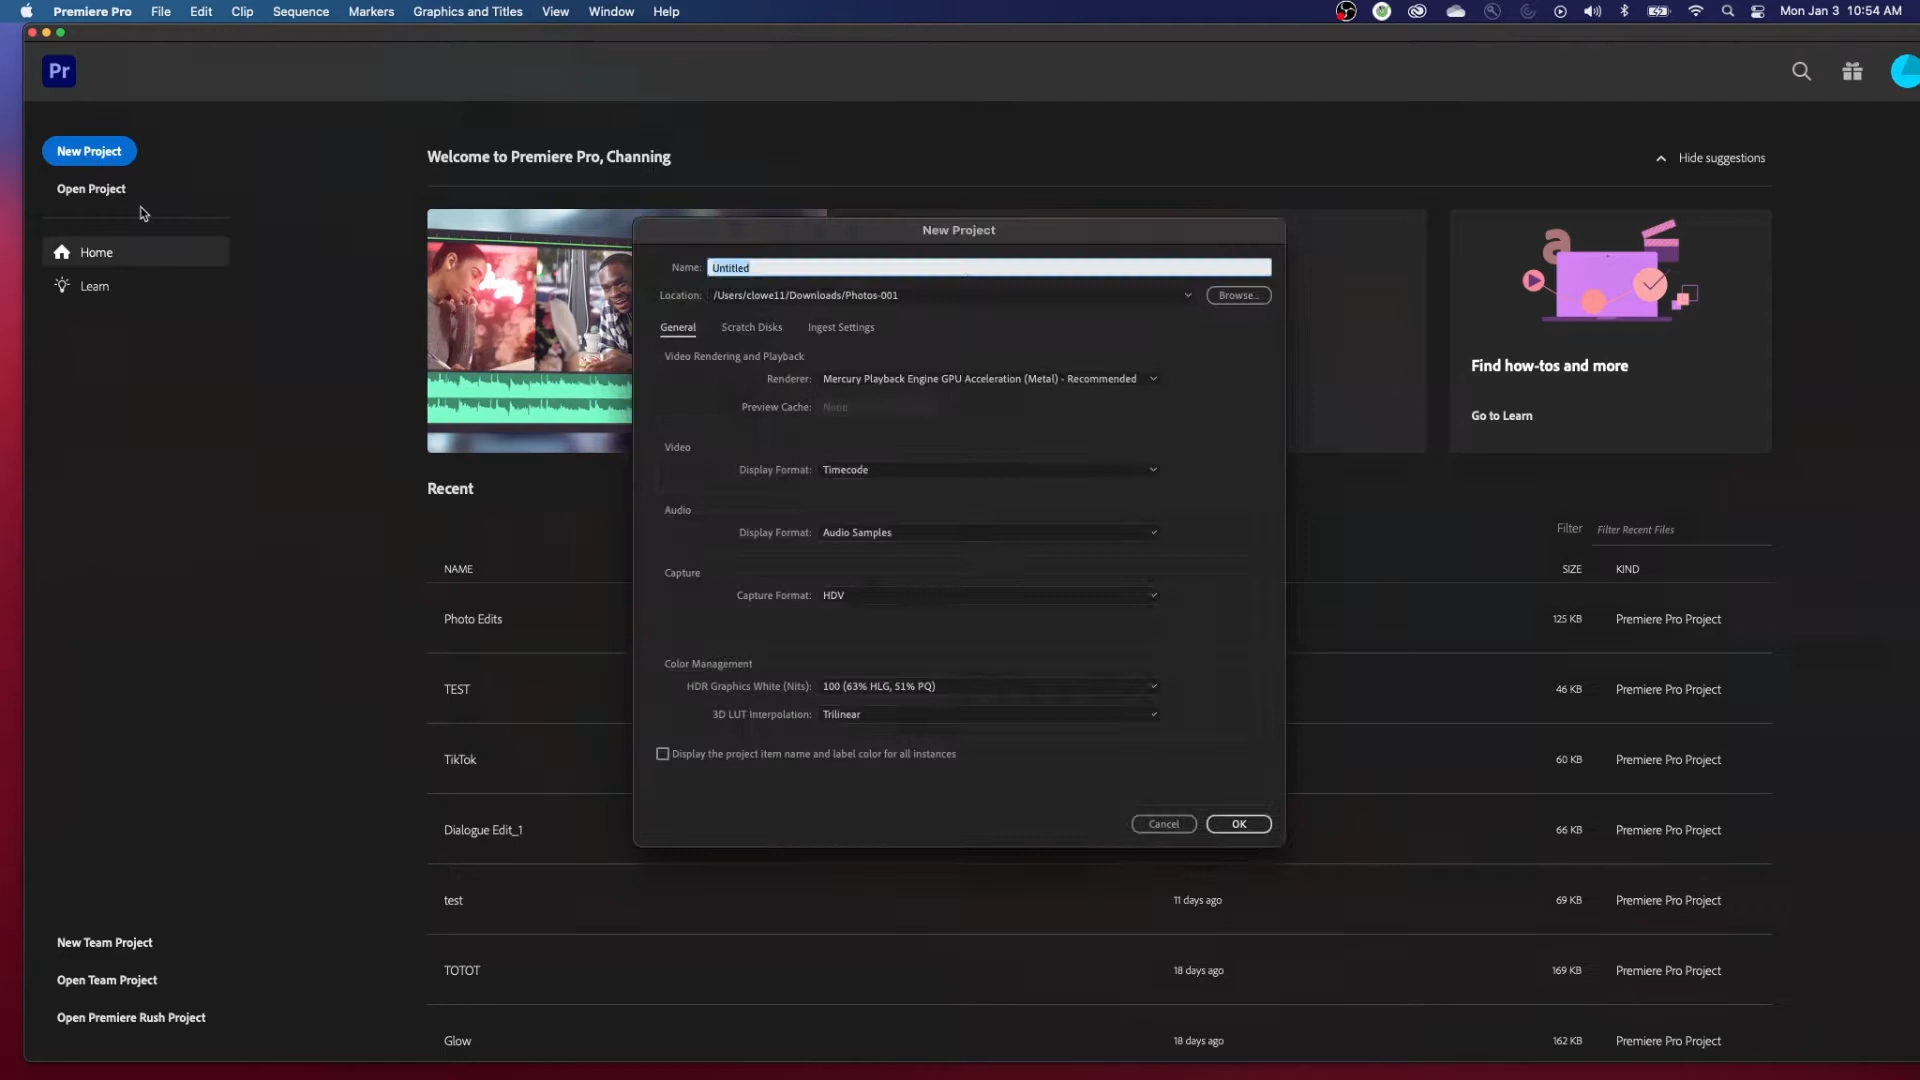 Premiere Pro File Edit Clip Sequence Markers Graphics and Titles View Window Help Mon Jan 3 10:54 AM
Pr
New Project
Open Project
Home
Learn
New Team Project
Open Team Project
Open Premiere Rush Project
Welcome to Premiere Pro, Channing
Hide suggestions
a
Find how-tos and more
Go to Learn
Recent
Filter Filter Recent Files
NAME SIZE KIND
Photo Edits 125 KB Premiere Pro Project
TEST 46 KB Premiere Pro Project
TikTok 60 KB Premiere Pro Project
Dialogue Edit_1 66 KB Premiere Pro Project
test 11 days ago 69 KB Premiere Pro Project
TOTOT 18 days ago 169 KB Premiere Pro Project
Glow 18 days ago 162 KB Premiere Pro Project
New Project
Name: Untitled
Location: /Users/clowe11/Downloads/Photos-001 Browse...
General Scratch Disks Ingest Settings
Video Rendering and Playback
Renderer: Mercury Playback Engine GPU Acceleration (Metal) - Recommended
Preview Cache: None
Video
Display Format: Timecode
Audio
Display Format: Audio Samples
Capture
Capture Format: HDV
Color Management
HDR Graphics White (Nits): 100 (63% HLG, 51% PQ)
3D LUT Interpolation: Trilinear
Display the project item name and label color for all instances
Cancel OK